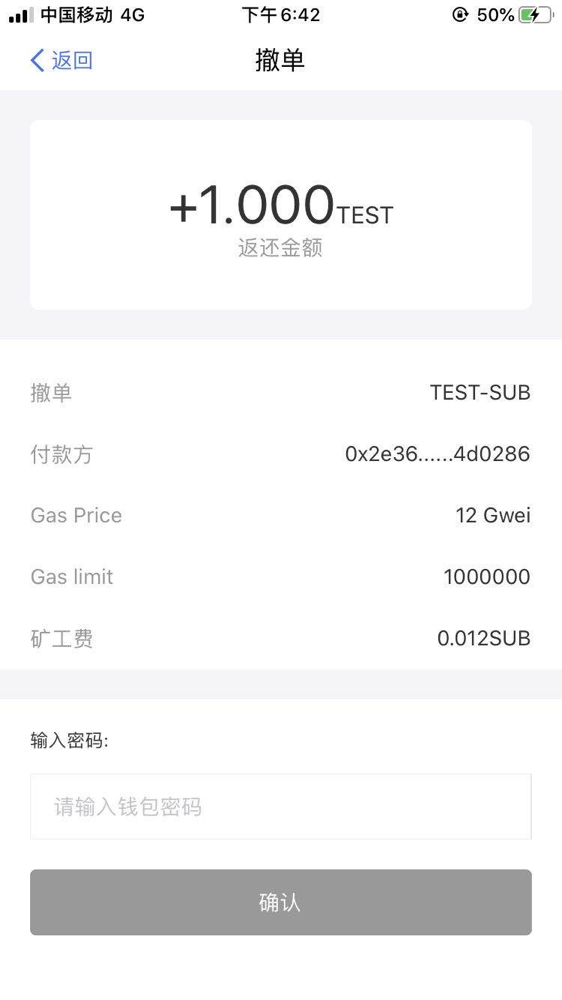 中国移动 4G 下午6:42 50%
返回 撤单
+1.000TEST
返还金额
撤单 TEST-SUB
付款方 0x2e36......4d0286
Gas Price 12 Gwei
Gas limit 1000000
矿工费 0.012SUB
输入密码:
请输入钱包密码
确认